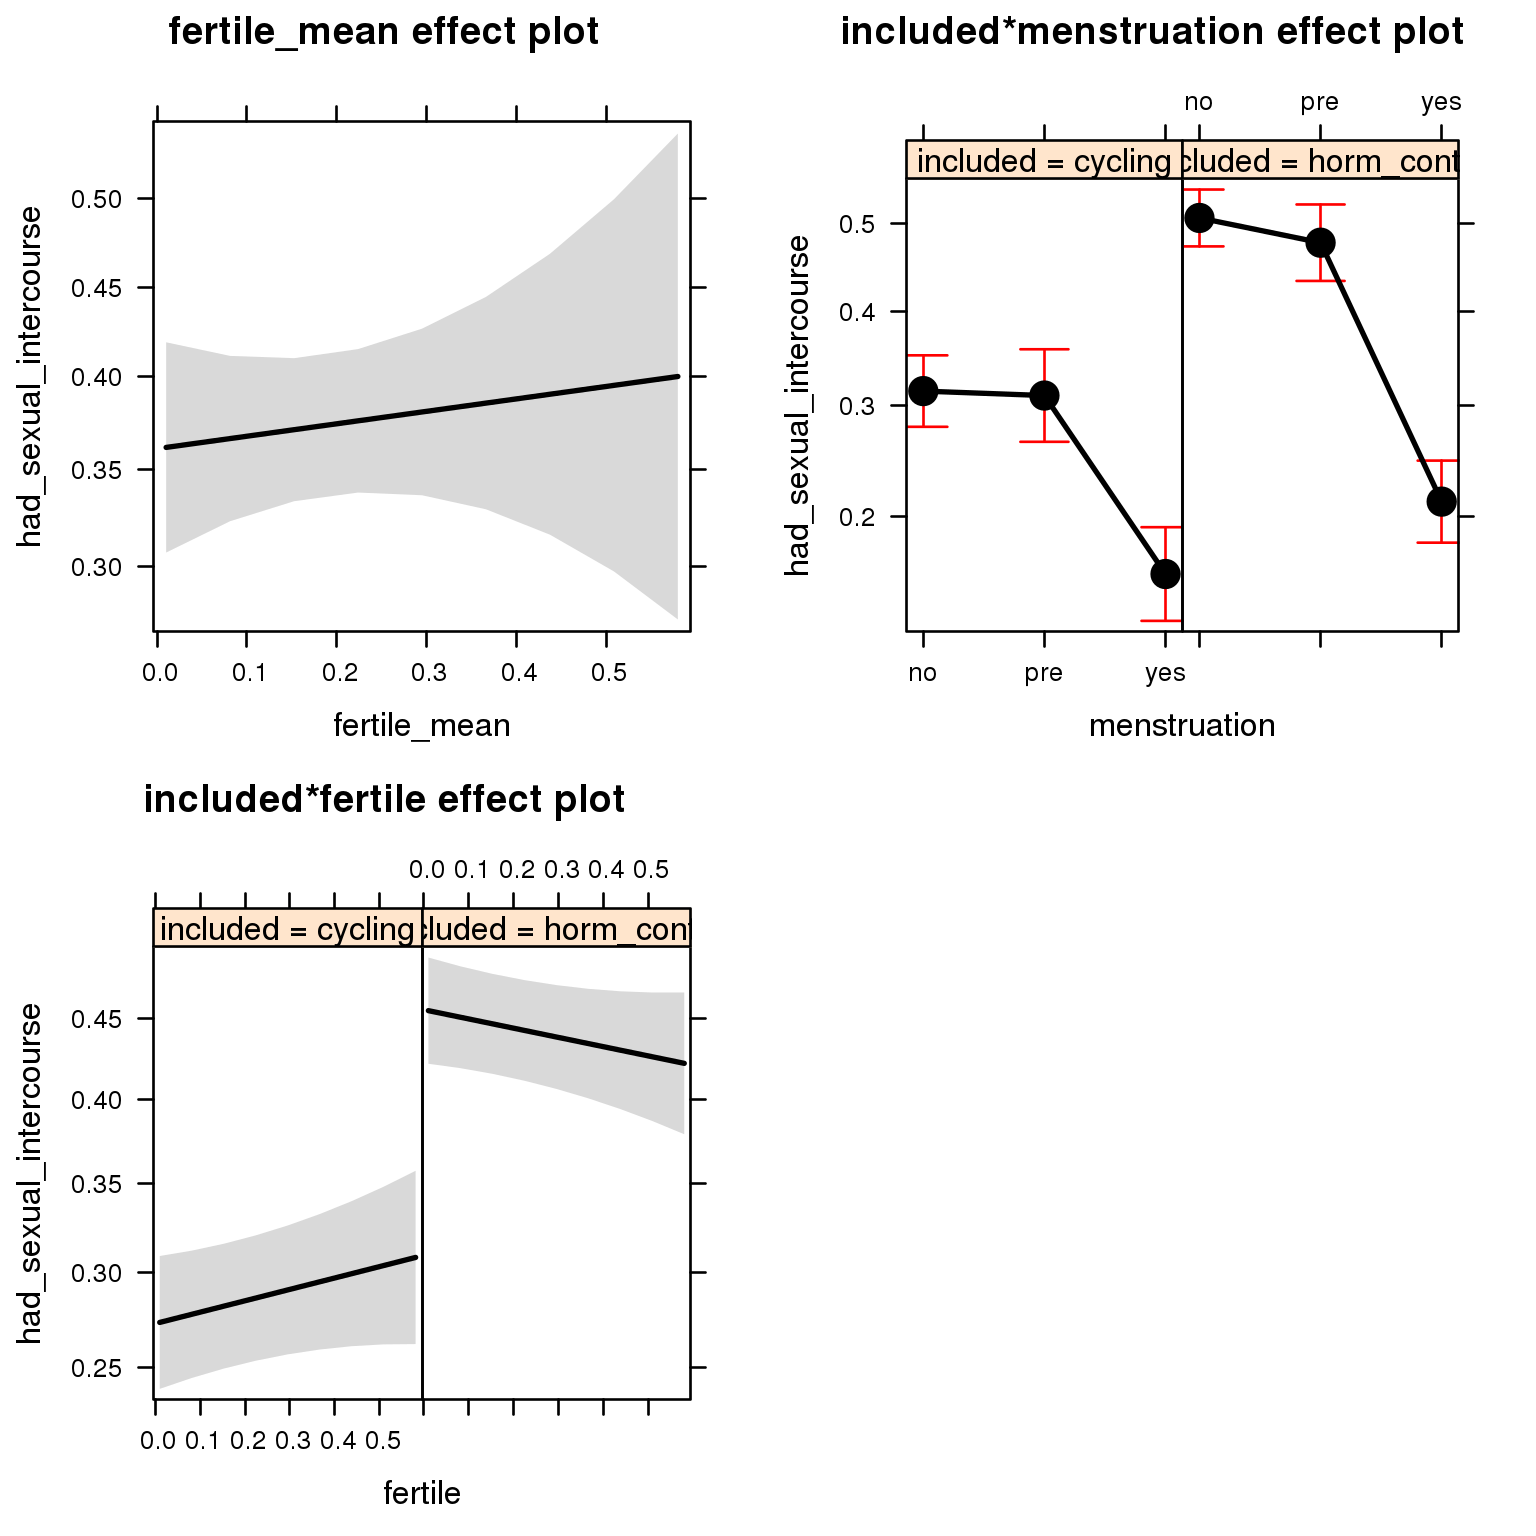 fertile_mean effect plot
had_sexual_intercourse
0.50
0.45
0.40
0.35
0.30
0.0 0.1 0.2 0.3 0.4 0.5
fertile_mean
included*menstruation effect plot
no pre yes
included = cycling
cluded = horm_cont
had_sexual_intercourse
0.5
0.4
0.3
0.2
no pre yes
menstruation
included*fertile effect plot
0.0 0.1 0.2 0.3 0.4 0.5
included = cycling
cluded = horm_cont
had_sexual_intercourse
0.45
0.40
0.35
0.30
0.25
0.0 0.1 0.2 0.3 0.4 0.5
fertile